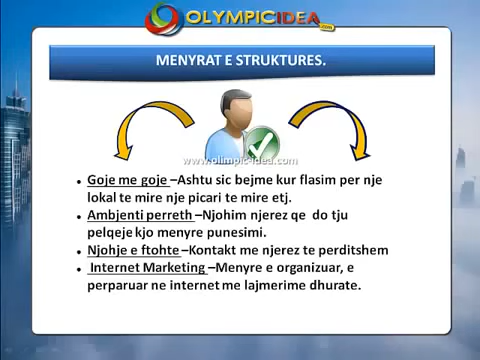 OLYMPICIDEA.com
MENYRAT E STRUKTURES.
www.olimpic-idea.com
• Goje me goje –Ashtu sic bejme kur flasim per nje
lokal te mire nje picari te mire etj.
• Ambjenti perreth –Njohim njerez qe do tju
pelqeje kjo menyre punesimi.
• Njohje e ftohte –Kontakt me njerez te perditshem
• Internet Marketing –Menyre e organizuar, e
perparuar ne internet me lajmerime dhurate.